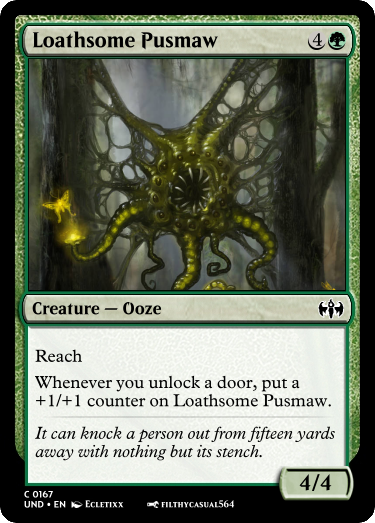 Loathsome Pusmaw 4
Creature — Ooze
Reach
Whenever you unlock a door, put a
+1/+1 counter on Loathsome Pusmaw.
It can knock a person out from fifteen yards
away with nothing but its stench.
4/4
C 0167
UND • EN Ecletixx filthycasual564